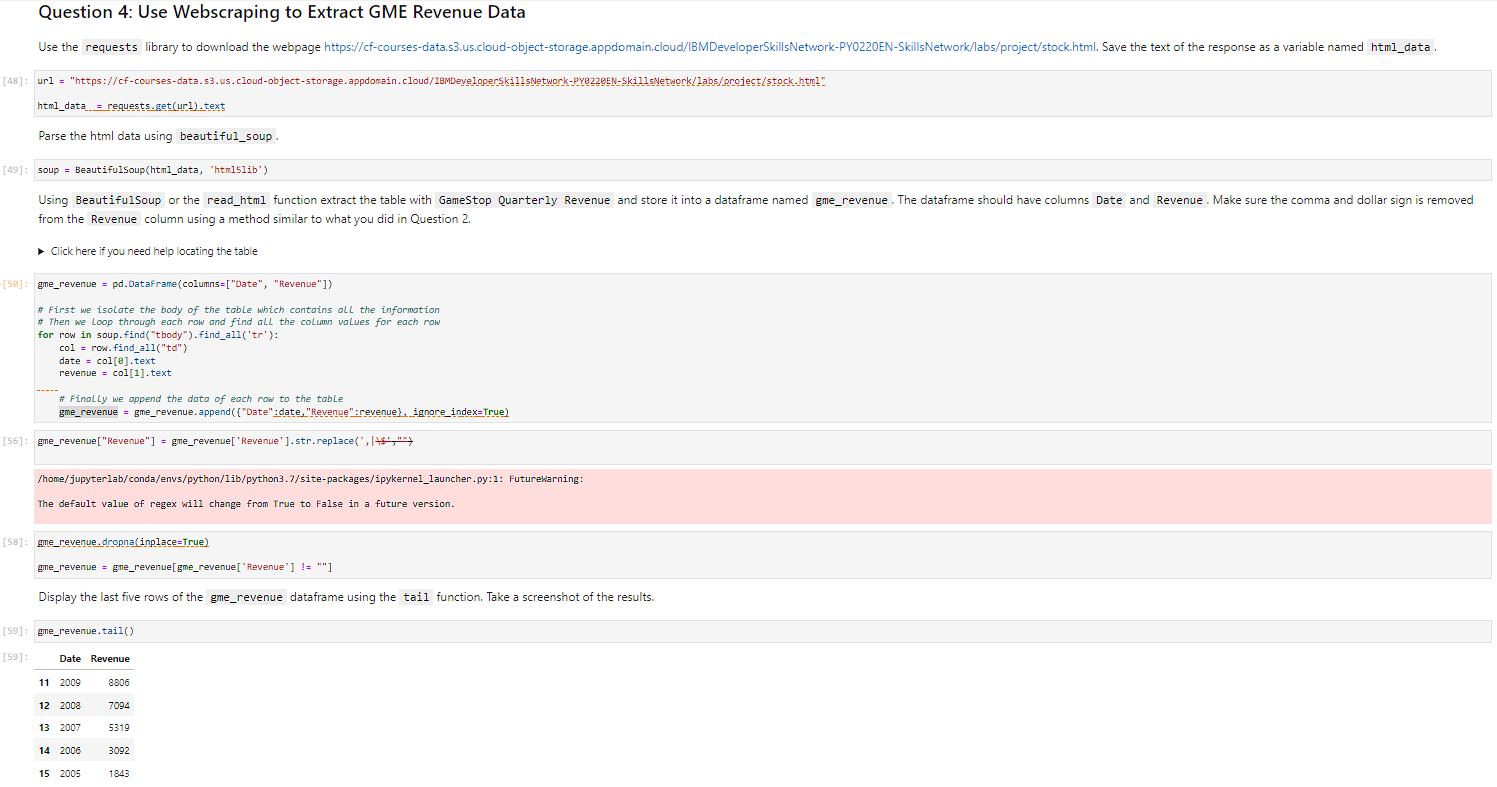 Question 4: Use Webscraping to Extract GME Revenue Data
Use the requests library to download the webpage https://cf-courses-data.s3.us.cloud-object-storage.appdomain.cloud/IBMDeveloperSkillsNetwork-PY0220EN-SkillsNetwork/labs/project/stock.html. Save the text of the response as a variable named html_data.
[48]: url = "https://cf-courses-data.s3.us.cloud-object-storage.appdomain.cloud/IBMDeveloperSkillsNetwork-PY0220EN-SkillsNetwork/labs/project/stock.html"
html_data  = requests.get(url).text
Parse the html data using beautiful_soup.
[49]: soup = BeautifulSoup(html_data, 'html5lib')
Using BeautifulSoup or the read_html function extract the table with GameStop Quarterly Revenue and store it into a dataframe named gme_revenue. The dataframe should have columns Date and Revenue. Make sure the comma and dollar sign is removed
from the Revenue column using a method similar to what you did in Question 2.
▶ Click here if you need help locating the table
[50]: gme_revenue = pd.DataFrame(columns=["Date", "Revenue"])
# First we isolate the body of the table which contains all the information
# Then we loop through each row and find all the column values for each row
for row in soup.find("tbody").find_all('tr'):
    col = row.find_all("td")
    date = col[0].text
    revenue = col[1].text
    # Finally we append the data of each row to the table
    gme_revenue = gme_revenue.append({"Date":date,"Revenue":revenue}, ignore_index=True)
[56]: gme_revenue["Revenue"] = gme_revenue['Revenue'].str.replace(',|\$',"")
/home/jupyterlab/conda/envs/python/lib/python3.7/site-packages/ipykernel_launcher.py:1: FutureWarning:
The default value of regex will change from True to False in a future version.
[58]: gme_revenue.dropna(inplace=True)
gme_revenue = gme_revenue[gme_revenue['Revenue'] != ""]
Display the last five rows of the gme_revenue dataframe using the tail function. Take a screenshot of the results.
[59]: gme_revenue.tail()
[59]: Date Revenue
11 2009 8806
12 2008 7094
13 2007 5319
14 2006 3092
15 2005 1843